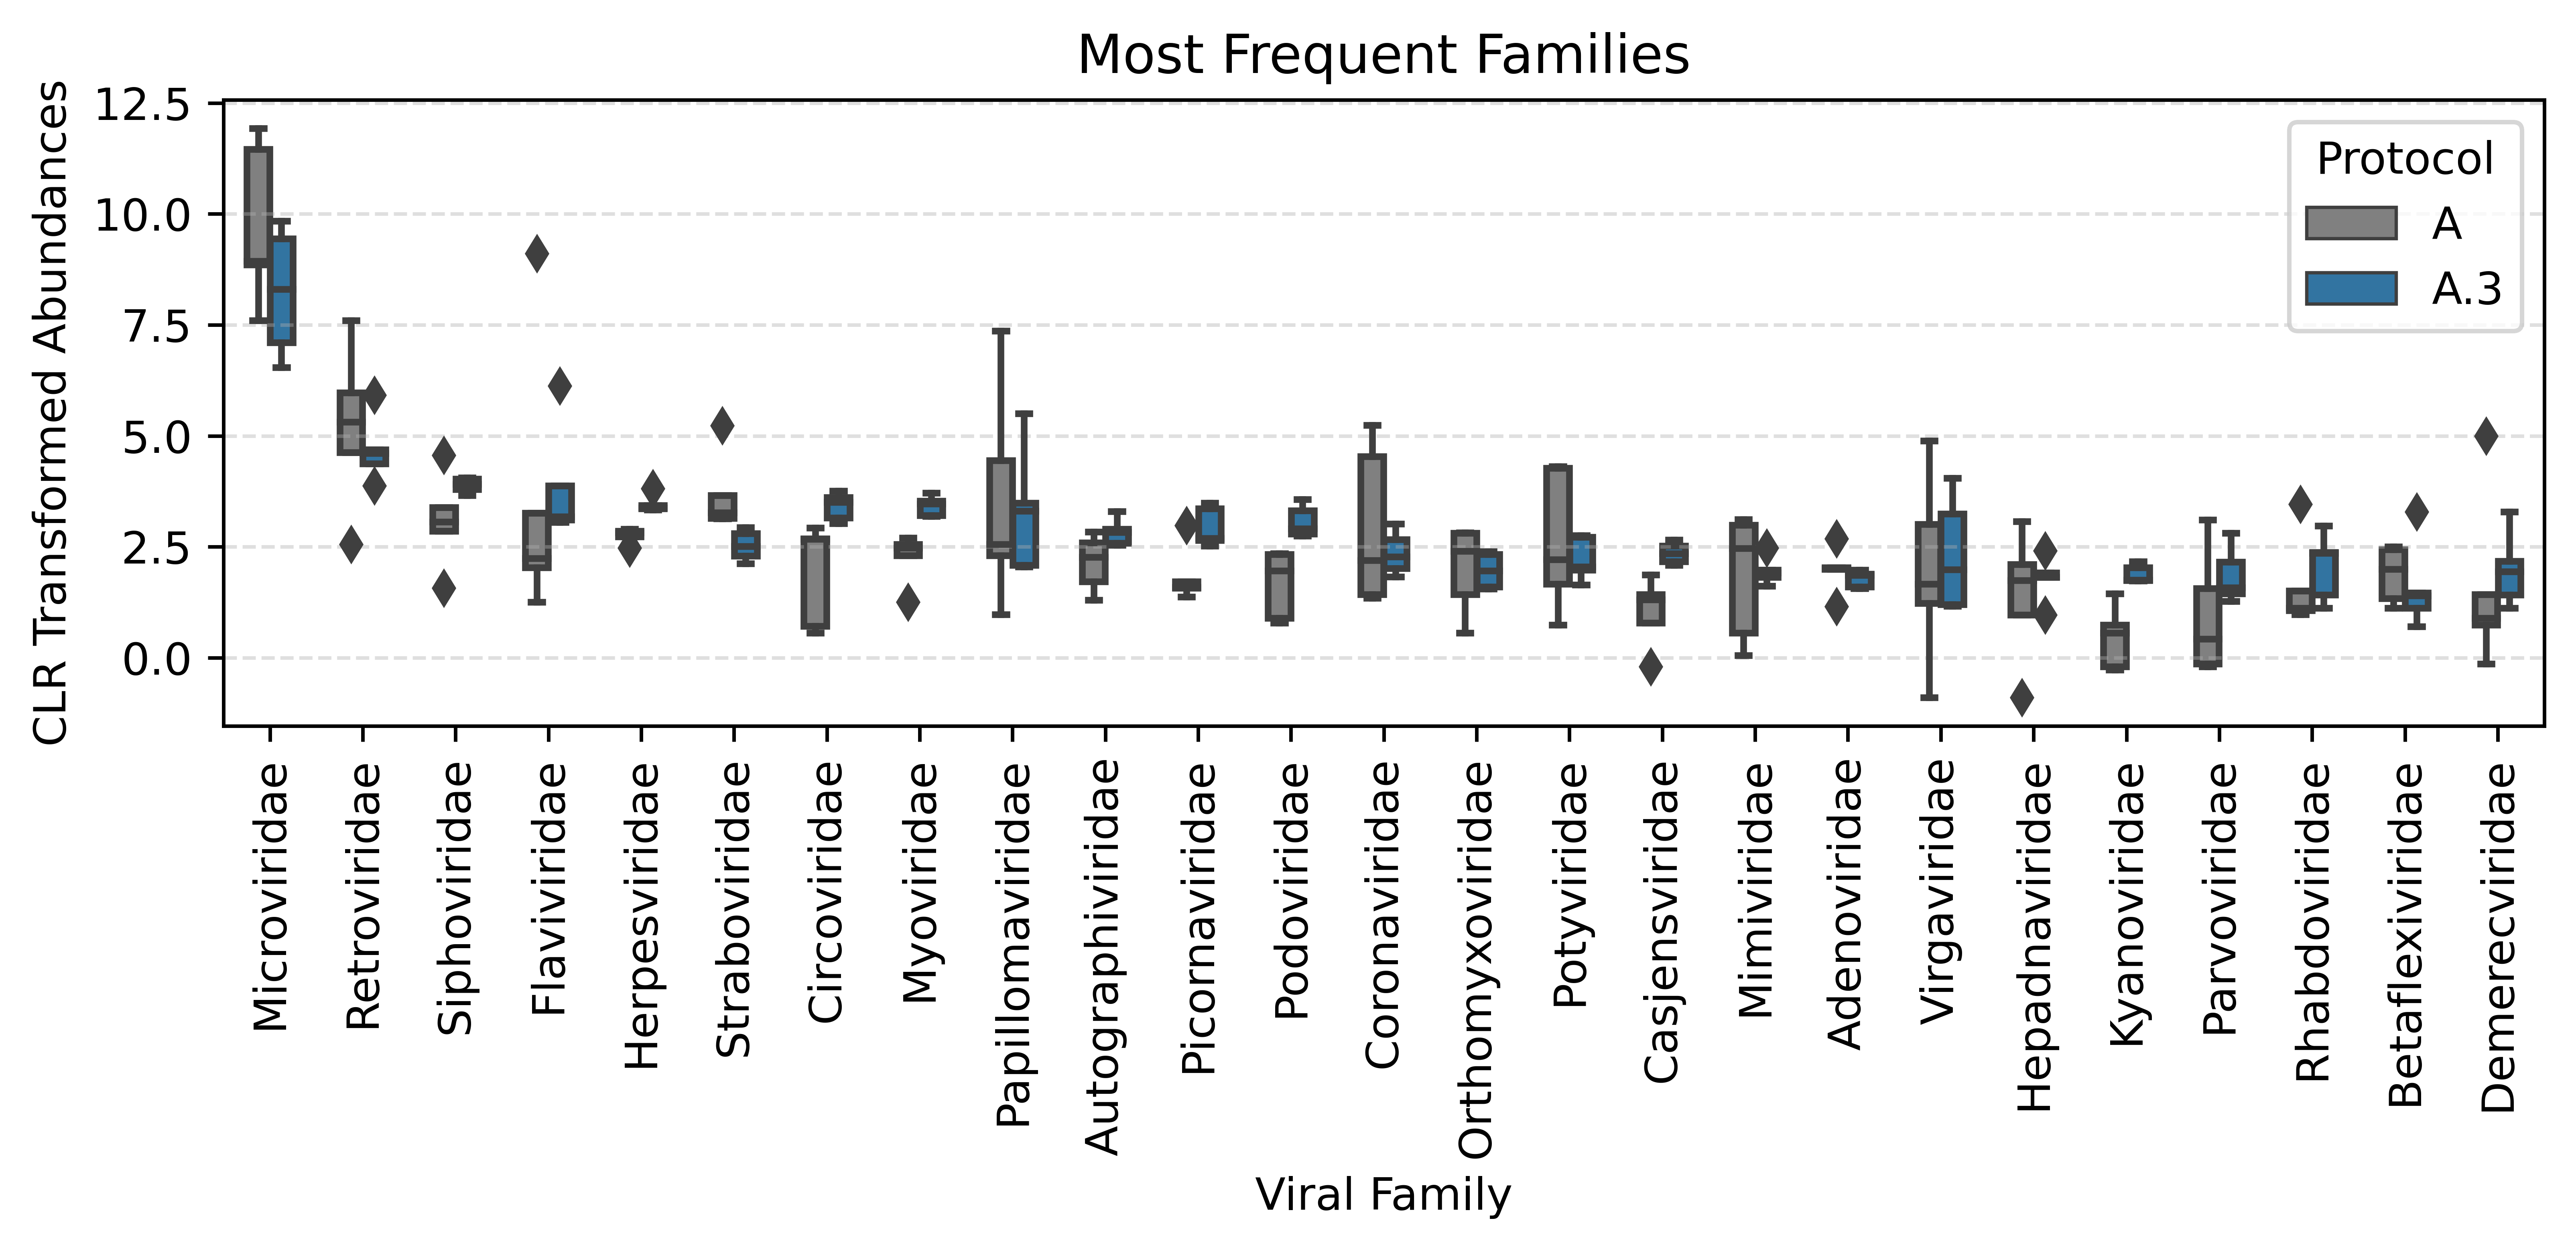 Most Frequent Families
CLR Transformed Abundances
12.5
10.0
7.5
5.0
2.5
0.0
Protocol
A
A.3
Microviridae
Retroviridae
Siphoviridae
Flaviviridae
Herpesviridae
Straboviridae
Circoviridae
Myoviridae
Papillomaviridae
Autographiviridae
Picornaviridae
Podoviridae
Coronaviridae
Orthomyxoviridae
Potyviridae
Casjensviridae
Mimiviridae
Adenoviridae
Virgaviridae
Hepadnaviridae
Kyanoviridae
Parvoviridae
Rhabdoviridae
Betaflexiviridae
Demerecviridae
Viral Family